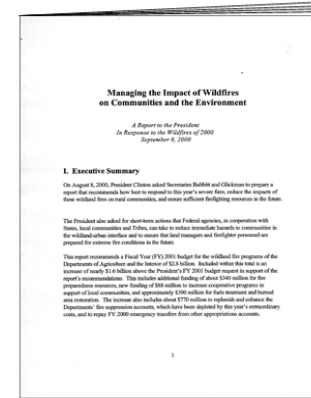 Managing the Impact of Wildfires
on Communities and the Environment
A Report to the President
In Response to the Wildfires of 2000
September 8, 2000
I. Executive Summary
On August 8, 2000, President Clinton asked Secretaries Babbitt and Glickman to prepare a
report that recommends how best to respond to this year's severe fires, reduce the impacts of
these wildland fires on rural communities, and ensure sufficient firefighting resources in the future.
The President also asked for short-term actions that Federal agencies, in cooperation with
States, local communities and Tribes, can take to reduce immediate hazards to communities in
the wildland-urban interface and to ensure that land managers and firefighter personnel are
prepared for extreme fire conditions in the future.
This report recommends a Fiscal Year (FY) 2001 budget for the wildland fire programs of the
Departments of Agriculture and the Interior of $2.8 billion. Included within this total is an
increase of nearly $1.6 billion above the President's FY 2001 budget request in support of the
report's recommendations. This includes additional funding of about $340 million for fire
preparedness resources, new funding of $88 million to increase cooperative programs in
support of local communities, and approximately $390 million for fuels treatment and burned
area restoration. The increase also includes about $770 million to replenish and enhance the
Departments' fire suppression accounts, which have been depleted by this year's extraordinary
costs, and to repay FY 2000 emergency transfers from other appropriations accounts.
1